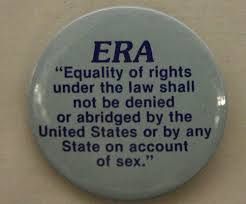 ERA
"Equality of rights
under the law shall
not be denied
or abridged by the
United States or by any
State on account
of sex."